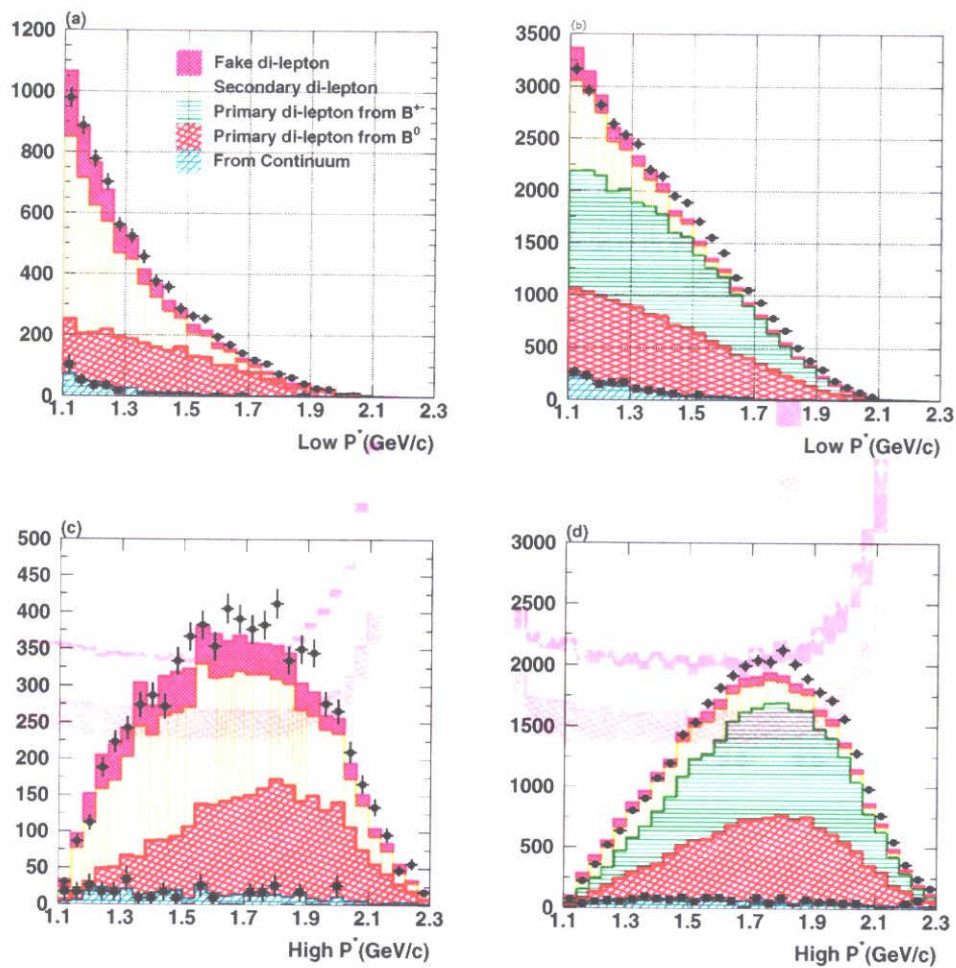 (a)
1200
1000
800
600
400
200
0
1.1 1.3 1.5 1.7 1.9 2.1 2.3
Low P*(GeV/c)
Fake di-lepton
Secondary di-lepton
Primary di-lepton from B+-
Primary di-lepton from B0
From Continuum
(b)
3500
3000
2500
2000
1500
1000
500
0
1.1 1.3 1.5 1.7 1.9 2.1 2.3
Low P*(GeV/c)
(c)
500
450
400
350
300
250
200
150
100
50
0
1.1 1.3 1.5 1.7 1.9 2.1 2.3
High P*(GeV/c)
(d)
3000
2500
2000
1500
1000
500
0
1.1 1.3 1.5 1.7 1.9 2.1 2.3
High P*(GeV/c)